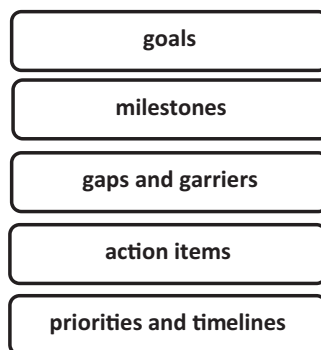 goals
milestones
gaps and garriers
action items
priorities and timelines